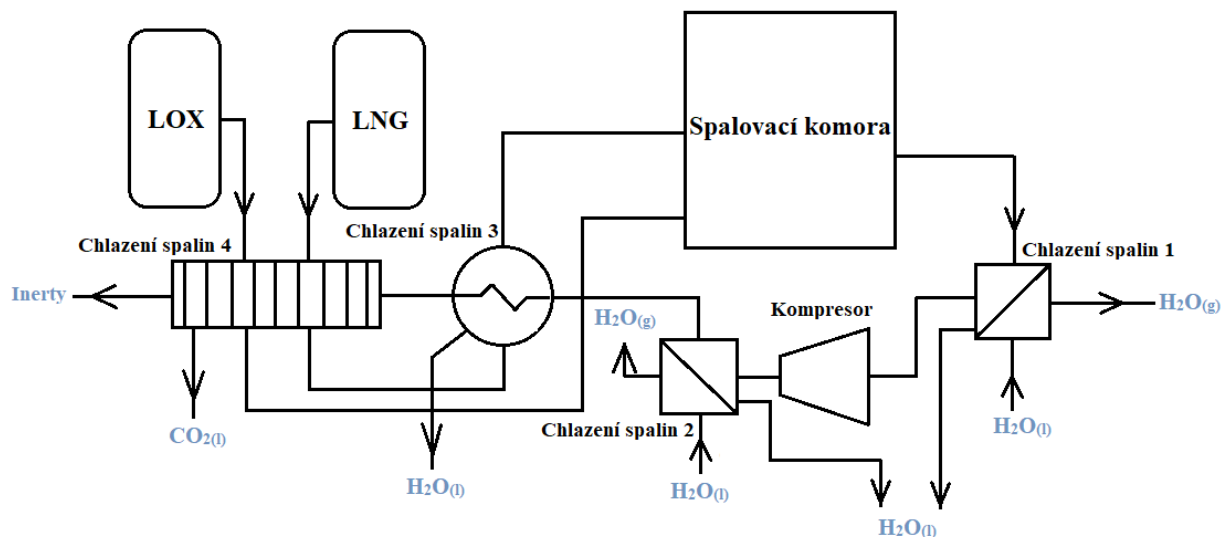 LOX
LNG
Spalovací komora
Chlazení spalin 4
Chlazení spalin 3
Chlazení spalin 1
Inerty
H2O(g)
Kompresor
H2O(g)
CO2(l)
Chlazení spalin 2
H2O(l)
H2O(l)
H2O(l)
H2O(l)